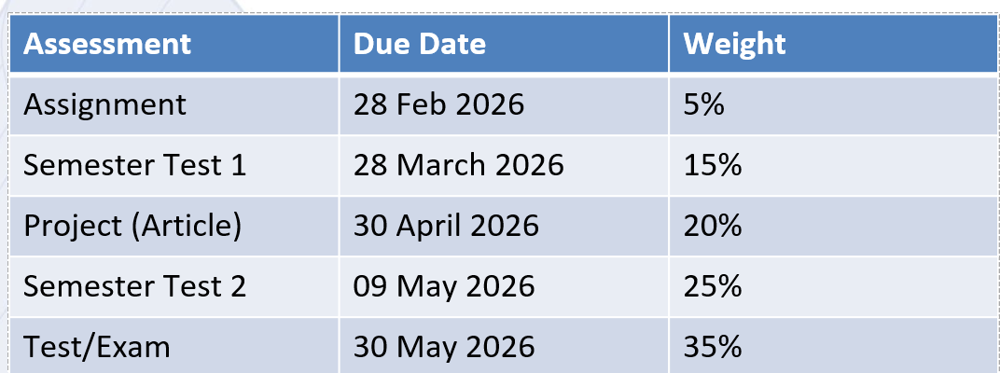 Assessment Due Date Weight
Assignment 28 Feb 2026 5%
Semester Test 1 28 March 2026 15%
Project (Article) 30 April 2026 20%
Semester Test 2 09 May 2026 25%
Test/Exam 30 May 2026 35%